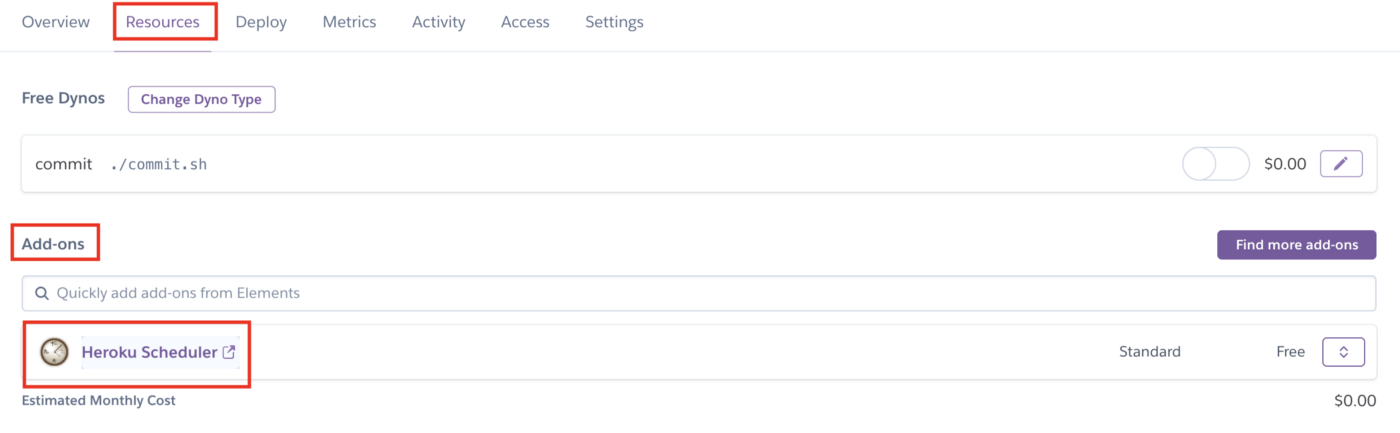 Overview Resources Deploy Metrics Activity Access Settings
Free Dynos Change Dyno Type
commit ./commit.sh $0.00
Add-ons Find more add-ons
Quickly add add-ons from Elements
Heroku Scheduler Standard Free
Estimated Monthly Cost $0.00